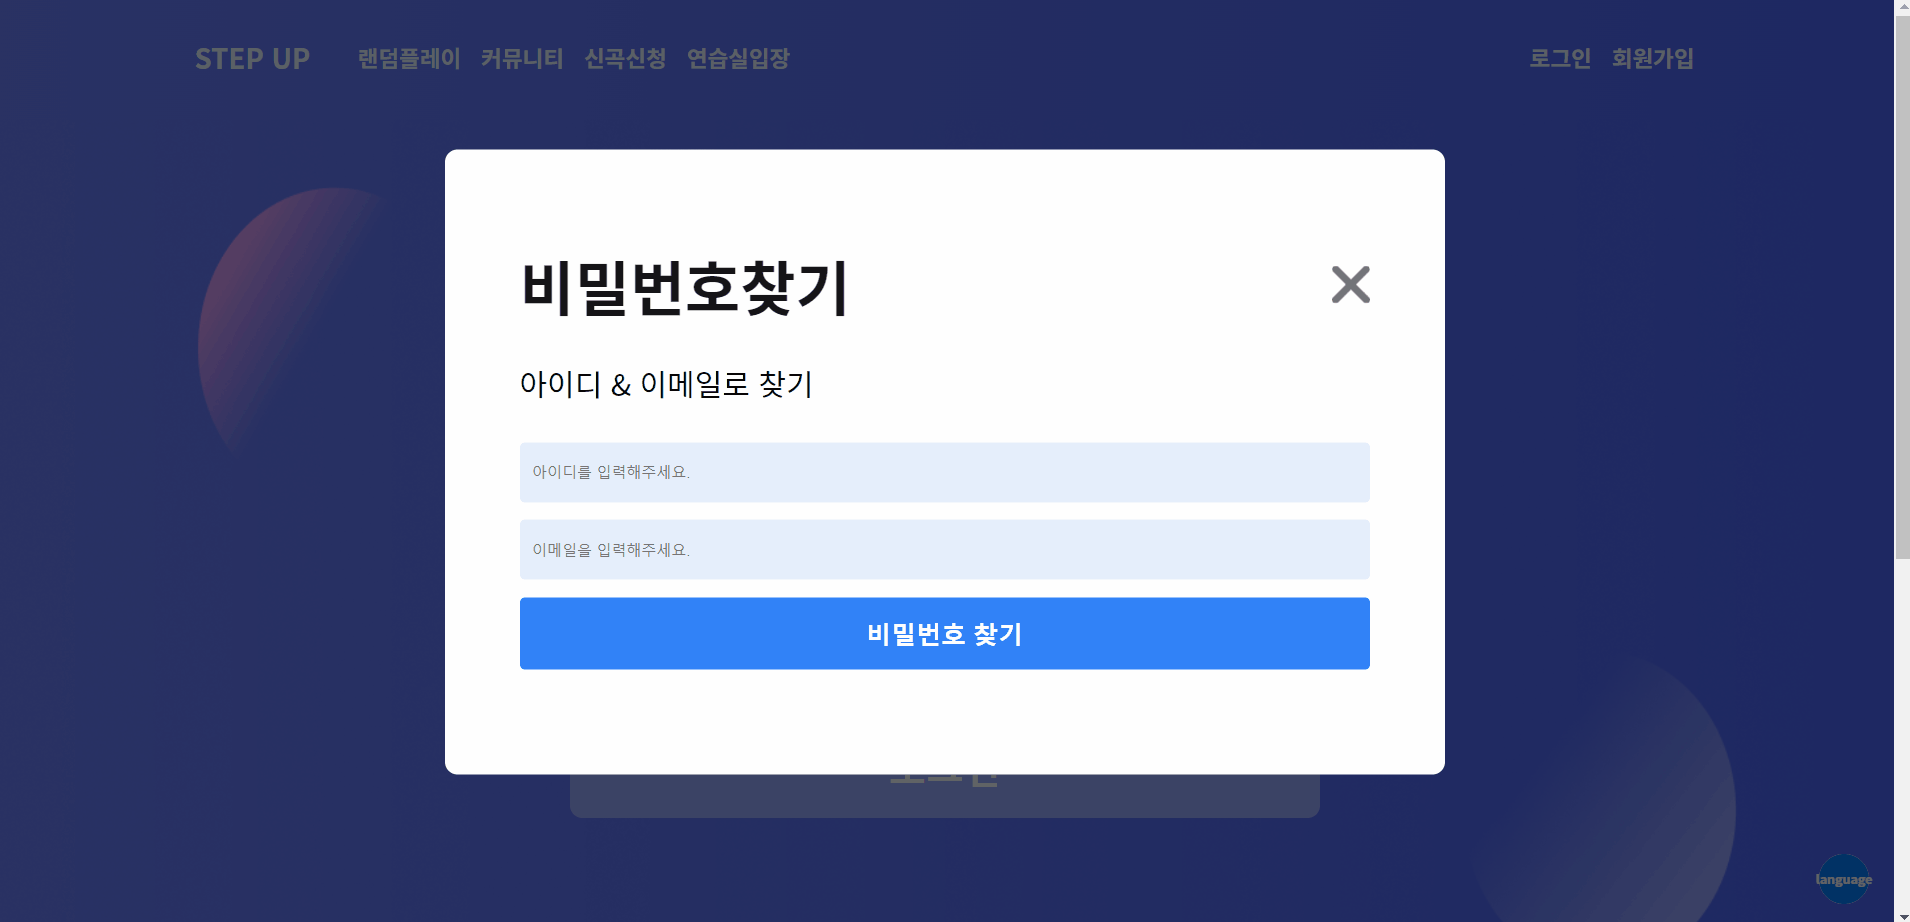 STEP UP 랜덤플레이 커뮤니티 신곡신청 연습실입장 로그인 회원가입
비밀번호찾기
아이디 & 이메일로 찾기
아이디를 입력해주세요.
이메일을 입력해주세요.
비밀번호 찾기
로그인
language